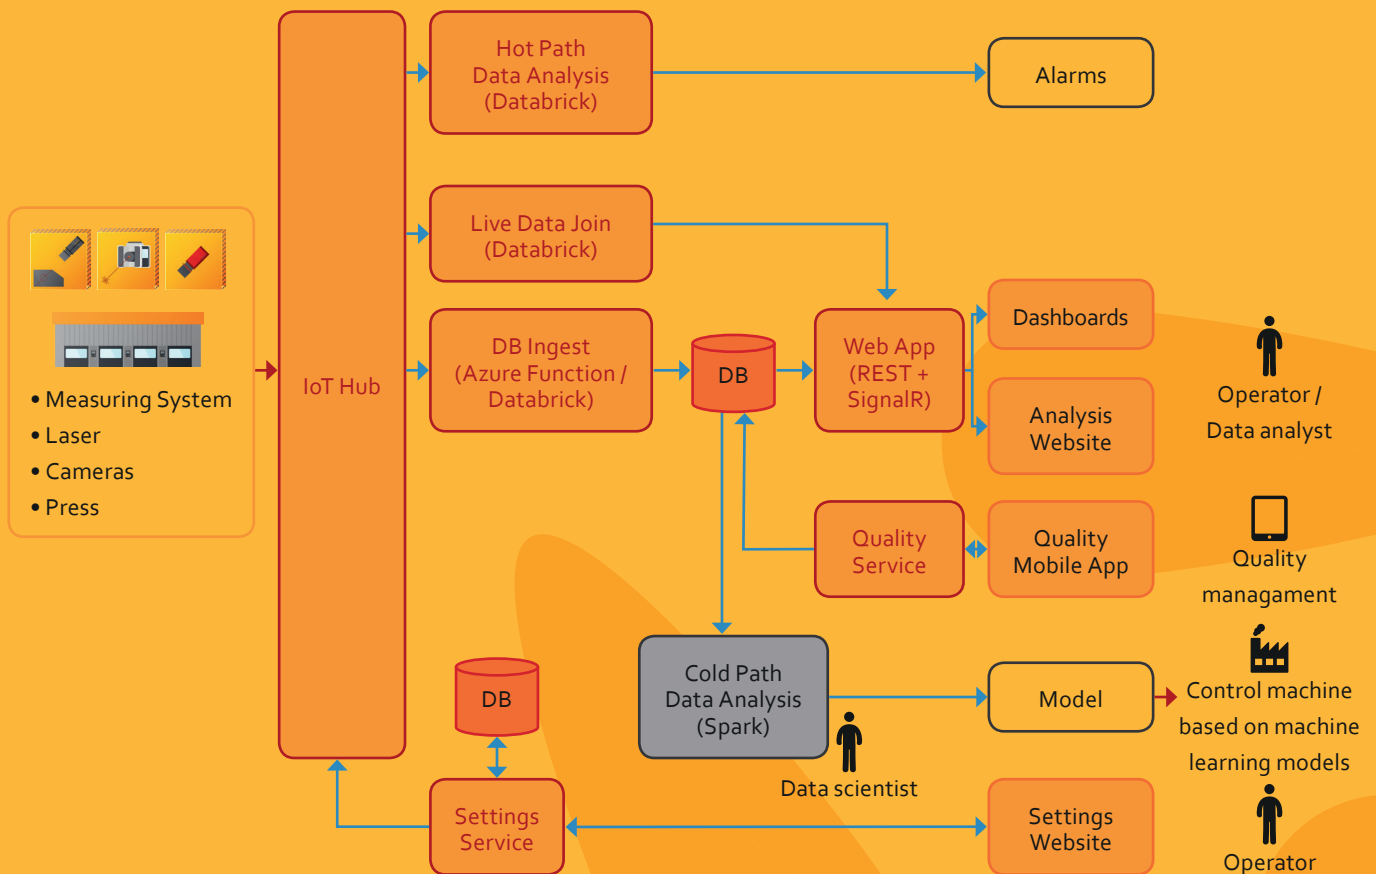 Hot Path
Data Analysis
(Databrick)
Alarms
Live Data Join
(Databrick)
• Measuring System
• Laser
• Cameras
• Press
IoT Hub
DB Ingest
(Azure Function /
Databrick)
DB
Web App
(REST +
SignalR)
Dashboards
Analysis
Website
Operator /
Data analyst
Quality
Service
Quality
Mobile App
Quality
managament
Cold Path
Data Analysis
(Spark)
Data scientist
Model
Control machine
based on machine
learning models
DB
Settings
Service
Settings
Website
Operator